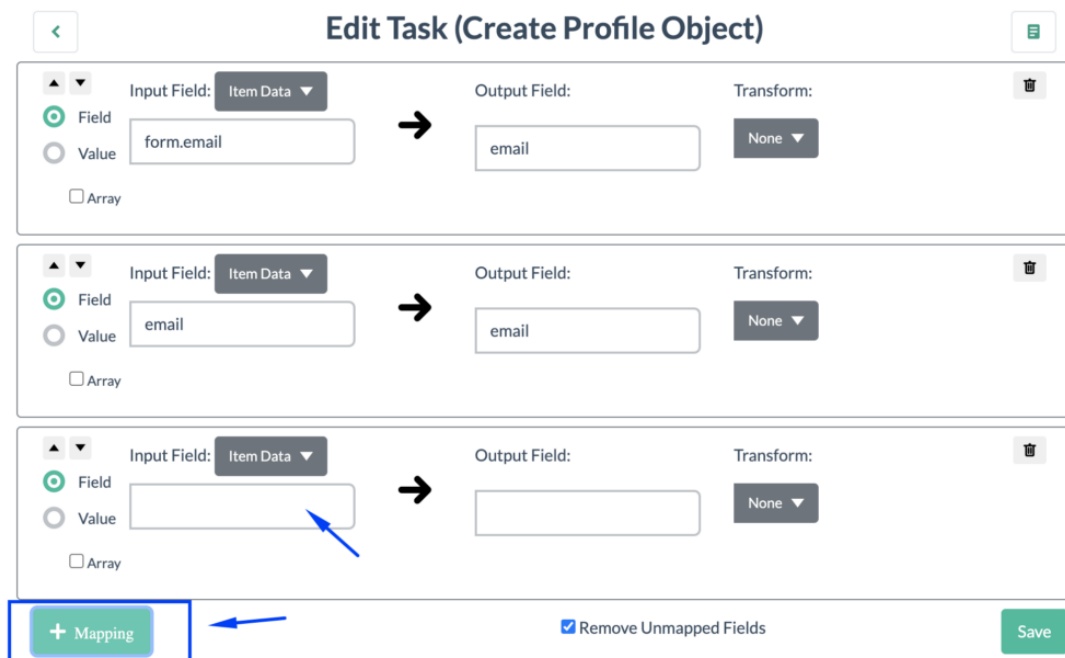 Edit Task (Create Profile Object)
Input Field: Item Data
Output Field:
Transform:
Field
form.email
email
None
Value
Array
Input Field: Item Data
Output Field:
Transform:
Field
email
email
None
Value
Array
Input Field: Item Data
Output Field:
Transform:
Field
None
Value
Array
+ Mapping
Remove Unmapped Fields
Save